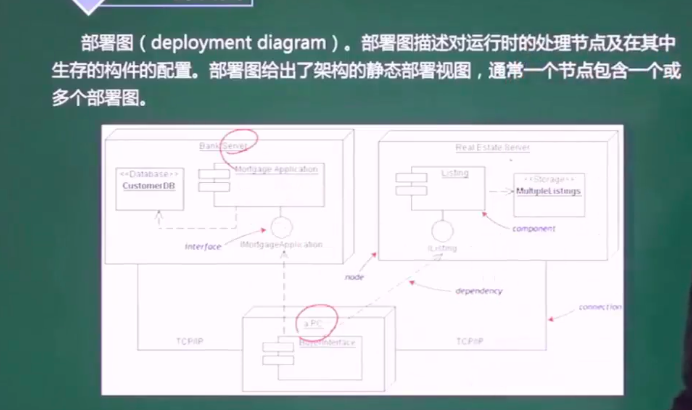 部署图（deployment diagram）。部署图描述对运行时的处理节点及在其中
生存的构件的配置。部署图给出了架构的静态部署视图，通常一个节点包含一个或
多个部署图。
Bank Server
Real Estate Server
<<Database>>
CustomerDB
Mortgage Application
Listing
<<Storage>>
MultipleListings
Interface
IMortgageApplication
IListing
component
node
dependency
connection
a PC
TCP/IP
TCP/IP